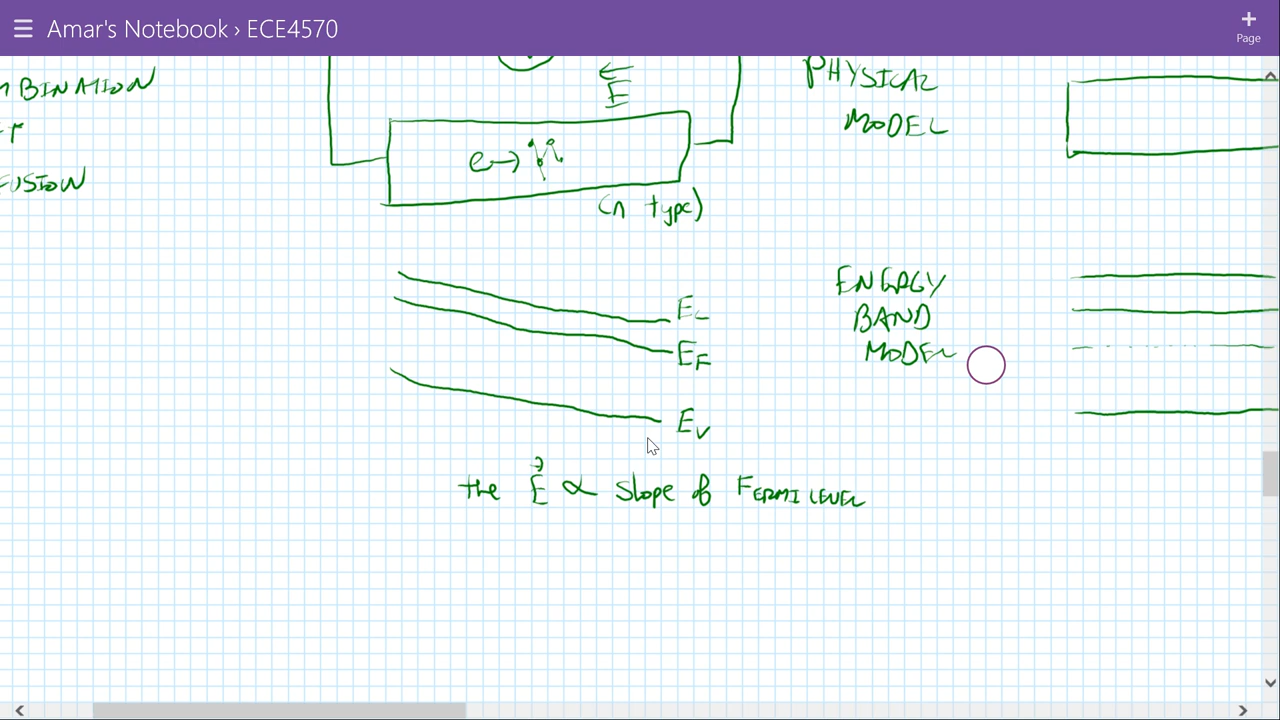 Amar's Notebook › ECE4570
Page
BINATION
FUSION
E
PHYSICAL
MODEL
e→
(n type)
EC
EF
EV
ENERGY
BAND
MODEL
the E ∝ Slope of FERMI LEVEL